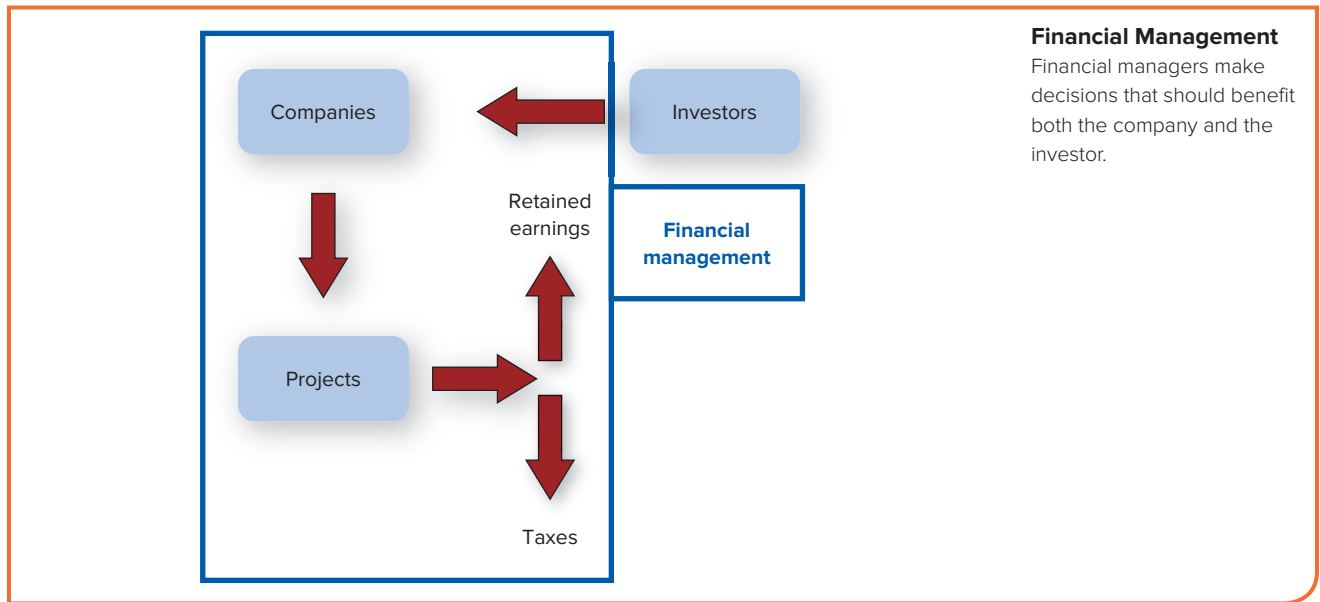 Financial Management
Financial managers make
decisions that should benefit
both the company and the
investor.
Companies
Investors
Retained
earnings
Financial
management
Projects
Taxes